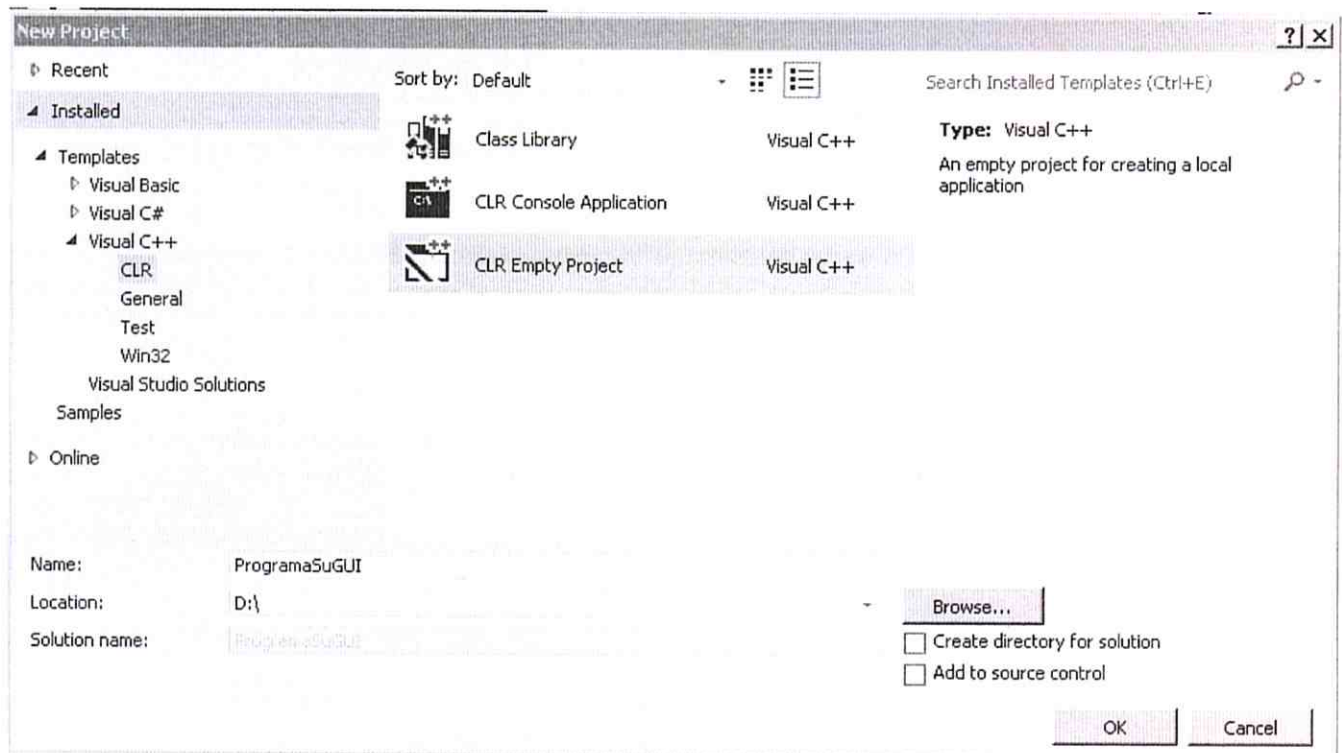 New Project
? ×
Recent
Installed
Templates
Visual Basic
Visual C#
Visual C++
CLR
General
Test
Win32
Visual Studio Solutions
Samples
Online
Sort by: Default
Class Library Visual C++
CLR Console Application Visual C++
CLR Empty Project Visual C++
Search Installed Templates (Ctrl+E)
Type: Visual C++
An empty project for creating a local
application
Name: ProgramaSuGUI
Location: D:\
Browse...
Solution name: ProgramaSuGUI
Create directory for solution
Add to source control
OK Cancel